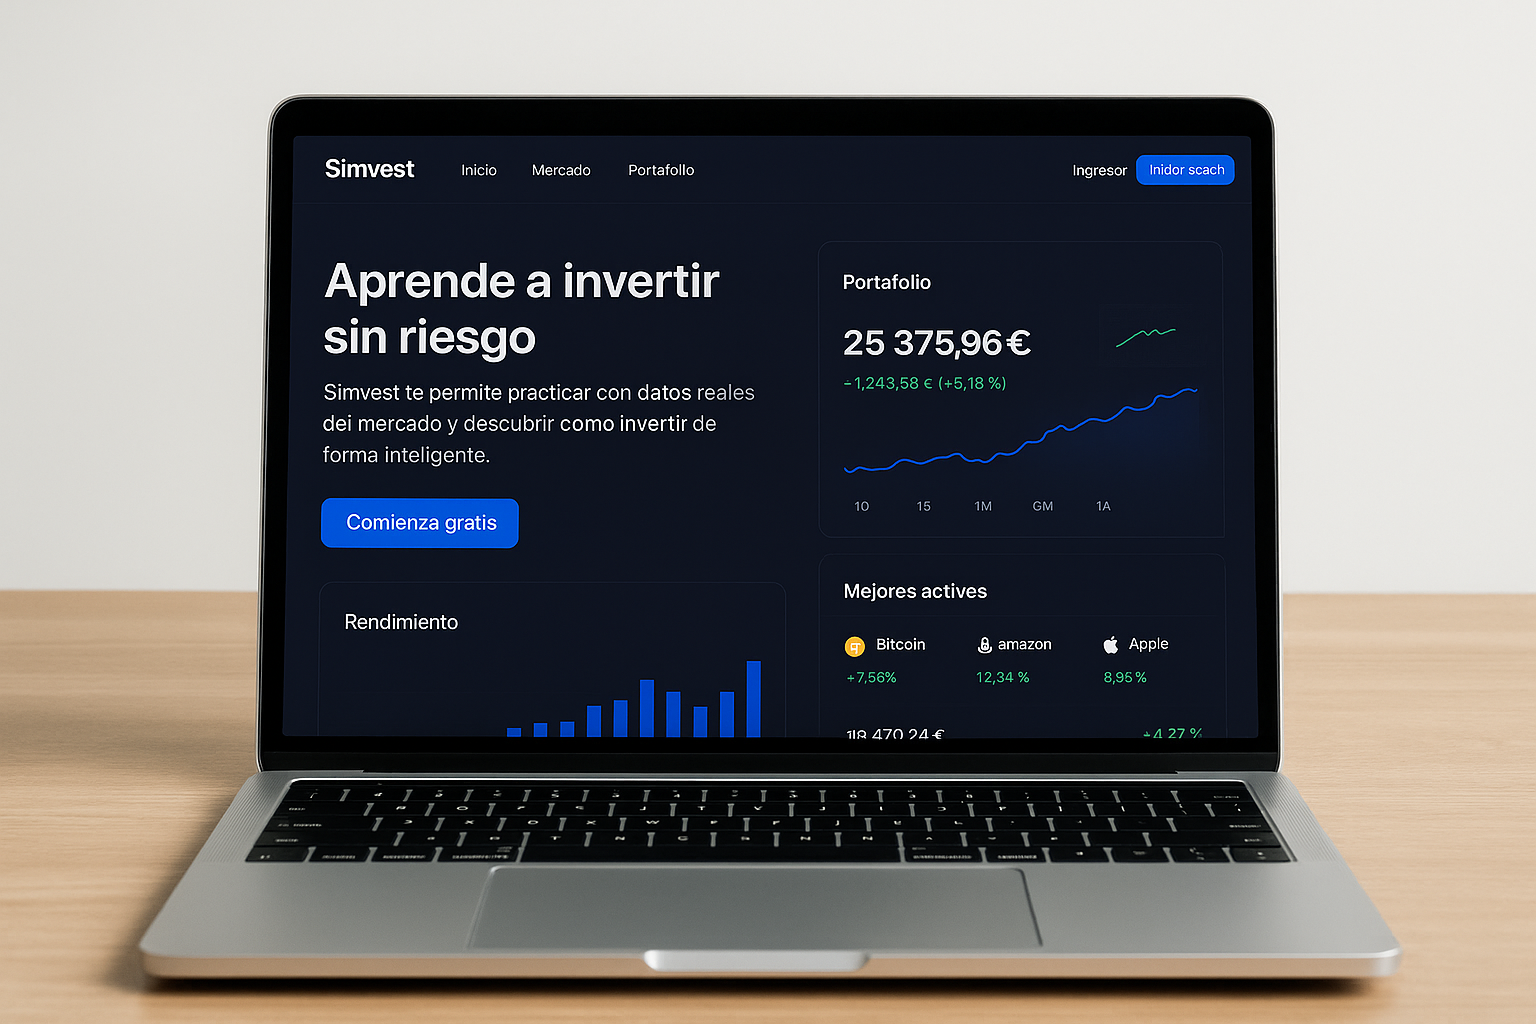 Simvest
Inicio
Mercado
Portafollo
Ingresor
Inidor scach
Aprende a invertir
sin riesgo
Simvest te permite practicar con datos reales
dei mercado y descubrir como invertir de
forma inteligente.
Comienza gratis
Rendimiento
Portafolio
25 375,96 €
-1,243,58 € (+5,18 %)
10
15
1M
GM
1A
Mejores actives
Bitcoin
amazon
Apple
+7,56%
12,34 %
8,95 %
470 24 €
+4,27 %